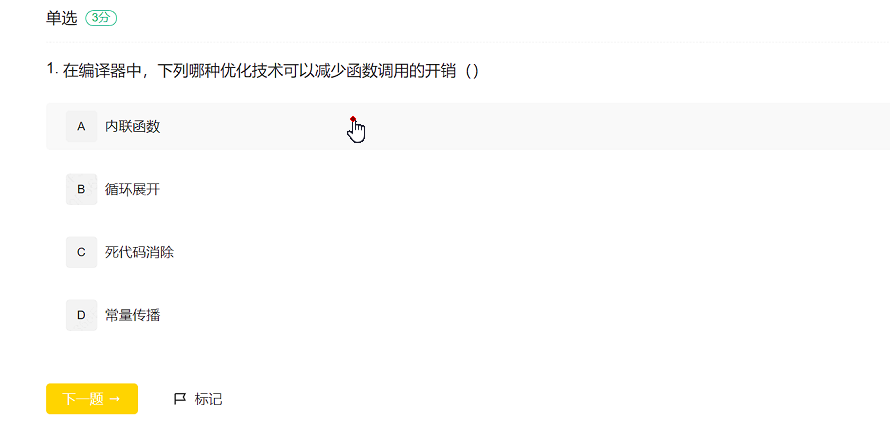 单选 3分
1. 在编译器中，下列哪种优化技术可以减少函数调用的开销（）
A 内联函数
B 循环展开
C 死代码消除
D 常量传播
下一题 → 标记